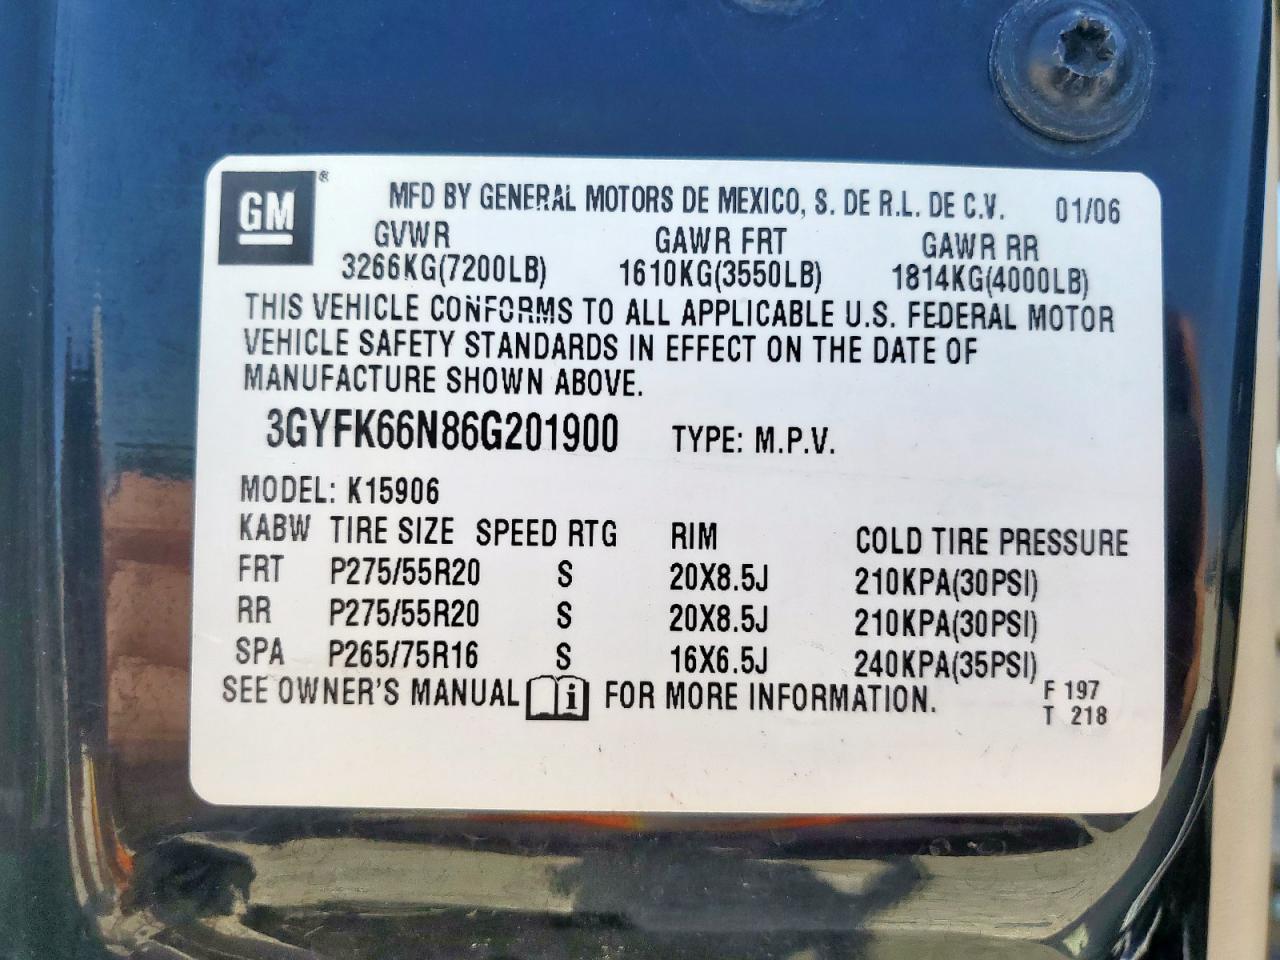 GM®
MFD BY GENERAL MOTORS DE MEXICO, S. DE R.L. DE C.V. 01/06
GVWR GAWR FRT GAWR RR
3266KG(7200LB) 1610KG(3550LB) 1814KG(4000LB)
THIS VEHICLE CONFORMS TO ALL APPLICABLE U.S. FEDERAL MOTOR
VEHICLE SAFETY STANDARDS IN EFFECT ON THE DATE OF
MANUFACTURE SHOWN ABOVE.
3GYFK66N86G201900 TYPE: M.P.V.
MODEL: K15906
KABW TIRE SIZE SPEED RTG RIM COLD TIRE PRESSURE
FRT P275/55R20 S 20X8.5J 210KPA(30PSI)
RR P275/55R20 S 20X8.5J 210KPA(30PSI)
SPA P265/75R16 S 16X6.5J 240KPA(35PSI)
SEE OWNER'S MANUAL i FOR MORE INFORMATION. F 197
T 218